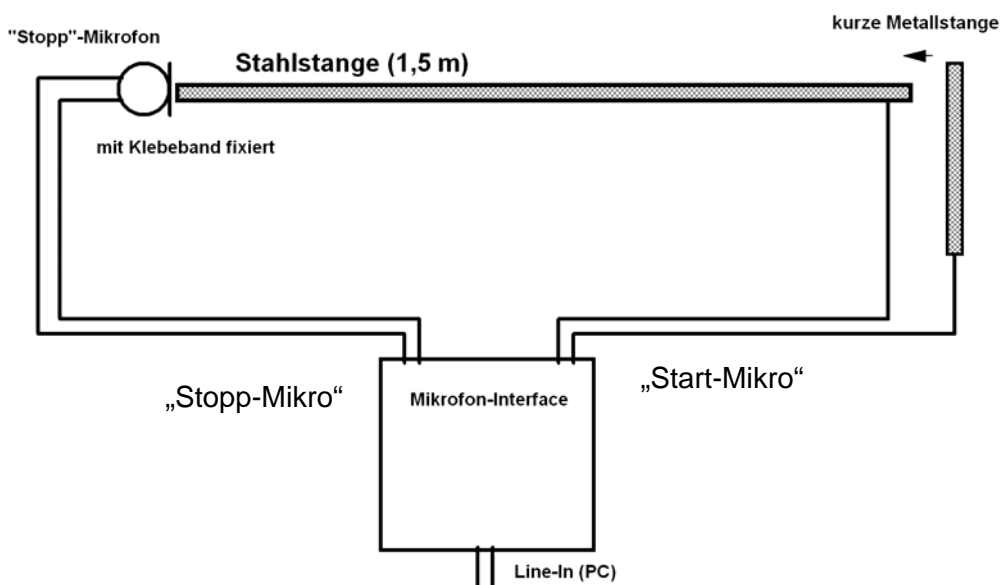 "Stopp"-Mikrofon
kurze Metallstange
Stahlstange (1,5 m)
mit Klebeband fixiert
„Stopp-Mikro“
Mikrofon-Interface
„Start-Mikro“
Line-In (PC)